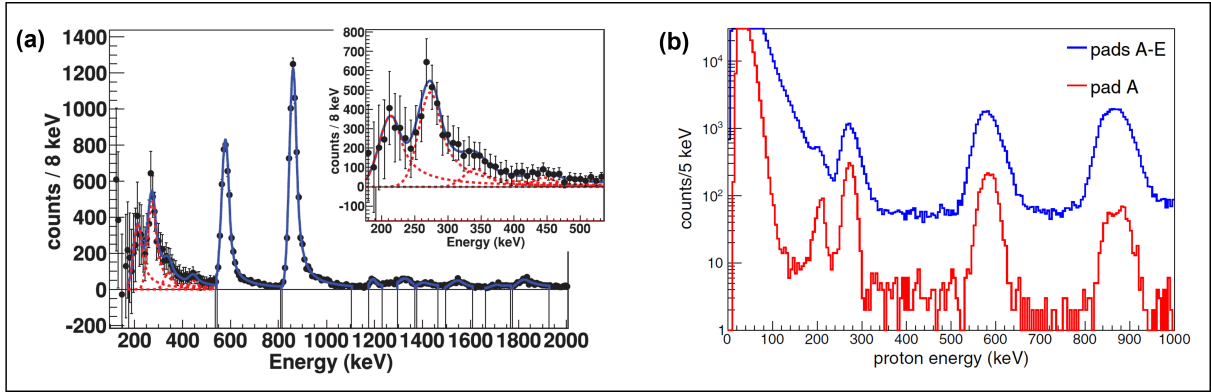 (a)
counts / 8 keV
1400
1200
1000
800
600
400
200
0
-200
200 400 600 800 1000 1200 1400 1600 1800 2000
Energy (keV)
counts / 8 keV
800
700
600
500
400
300
200
100
0
-100
200 250 300 350 400 450 500
Energy (keV)
(b)
counts/5 keV
10⁴
10³
10²
10
1
0 100 200 300 400 500 600 700 800 900 1000
proton energy (keV)
pads A-E
pad A